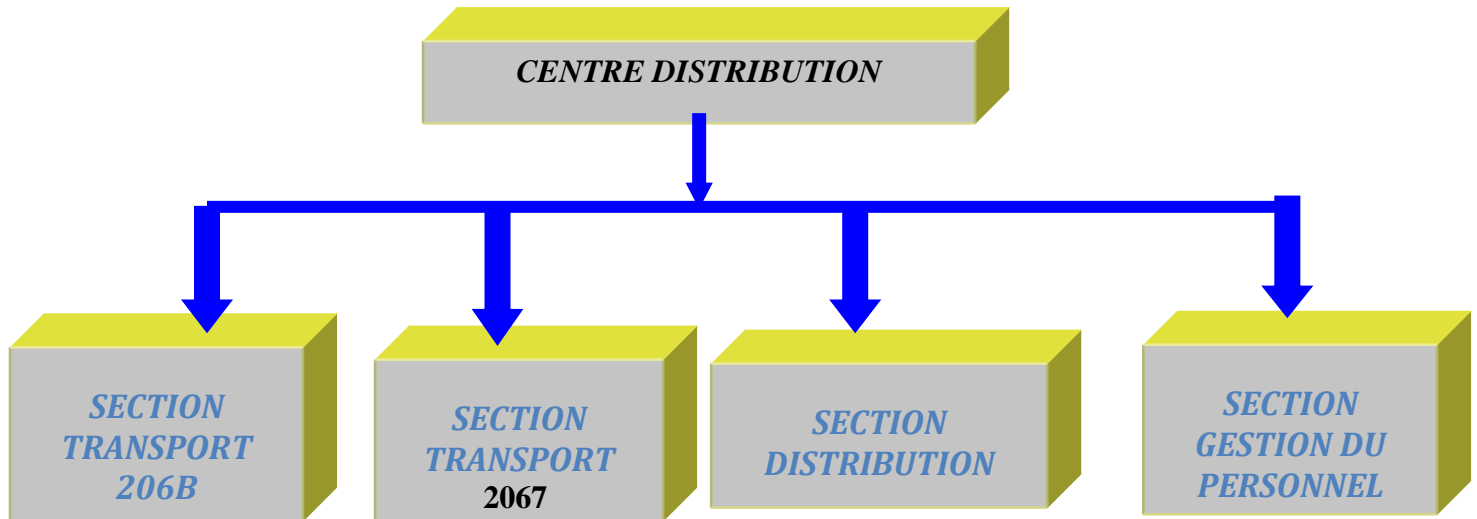 CENTRE DISTRIBUTION
SECTION
TRANSPORT
206B
SECTION
TRANSPORT
2067
SECTION
DISTRIBUTION
SECTION
GESTION DU
PERSONNEL